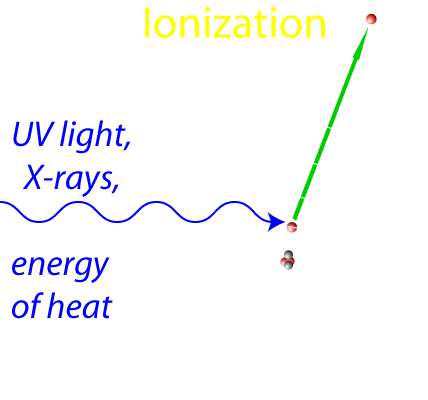 Ionization
UV light,
X-rays,
energy
of heat